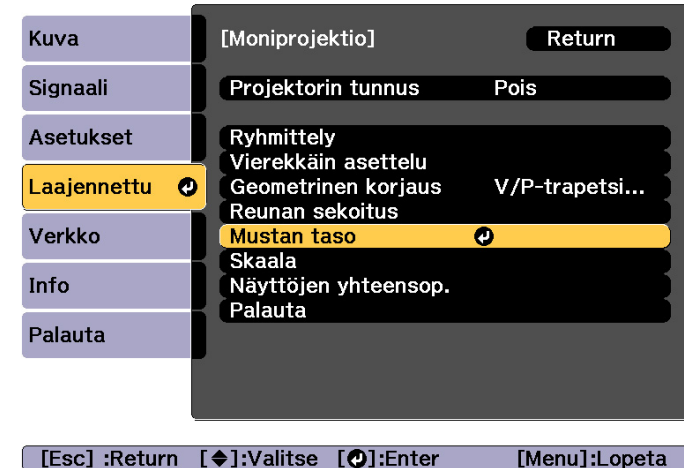 Kuva
Signaali
Asetukset
Laajennettu
Verkko
Info
Palauta
[Moniprojektio] Return
Projektorin tunnus Pois
Ryhmittely
Vierekkäin asettelu
Geometrinen korjaus V/P-trapetsi...
Reunan sekoitus
Mustan taso
Skaala
Näyttöjen yhteensop.
Palauta
[Esc] :Return [◆]:Valitse [↵]:Enter [Menu]:Lopeta